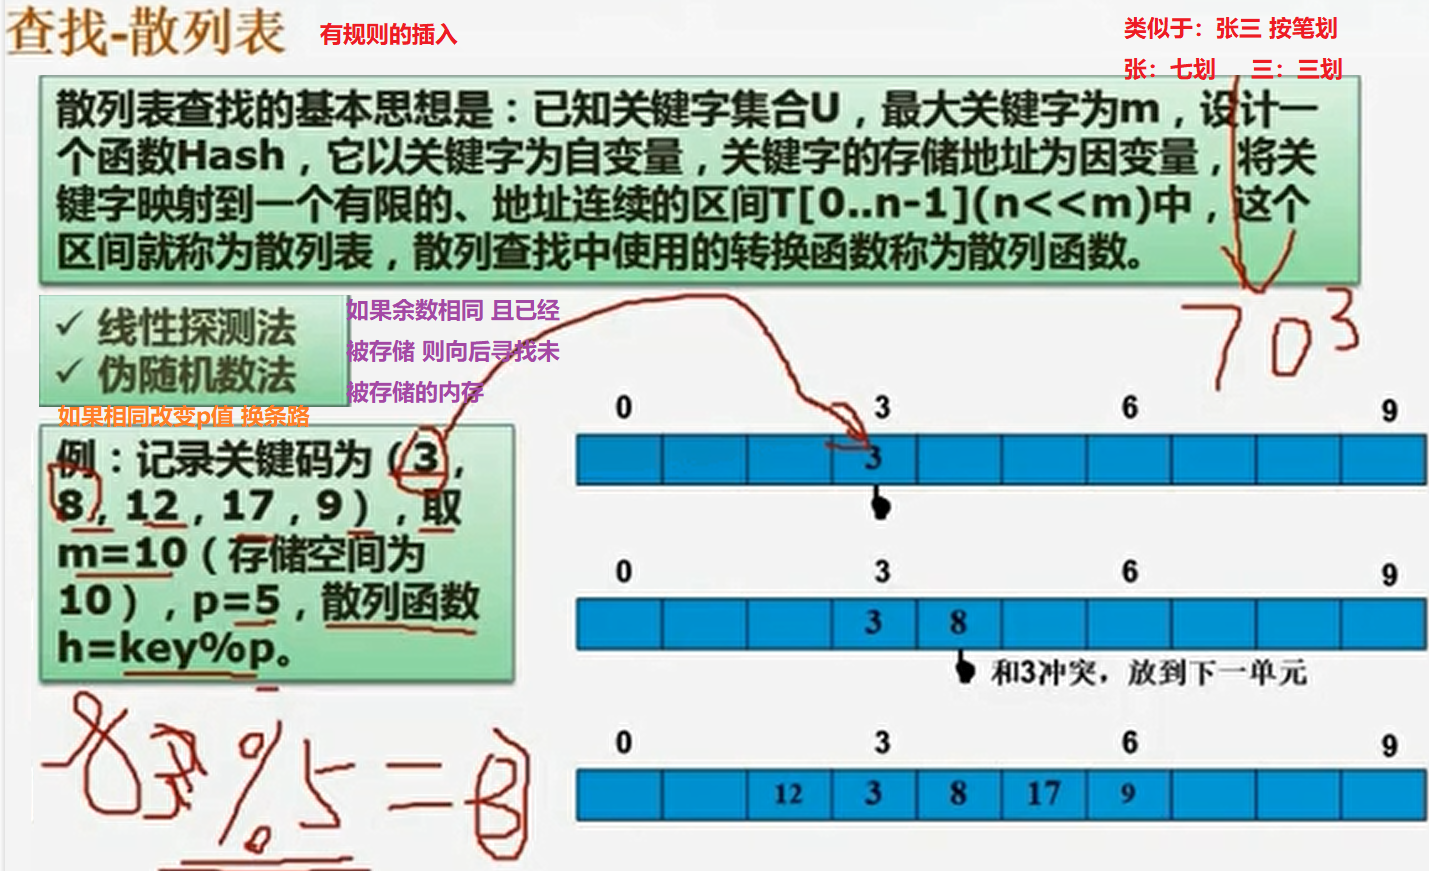 查找-散列表
有规则的插入
类似于：张三 按笔划
张：七划 三：三划
散列表查找的基本思想是：已知关键字集合U，最大关键字为m，设计一
个函数Hash，它以关键字为自变量，关键字的存储地址为因变量，将关
键字映射到一个有限的、地址连续的区间T[0..n-1](n<<m)中，这个
区间就称为散列表，散列查找中使用的转换函数称为散列函数。
703
✓ 线性探测法
✓ 伪随机数法
如果余数相同 且已经
被存储 则向后寻找未
被存储的内存
如果相同改变p值 换条路
例：记录关键码为（3，
8，12，17，9），取
m=10（存储空间为
10），p=5，散列函数
h=key%p。
8 %5=3
0 3 6 9
3
0 3 6 9
3 8
和3冲突，放到下一单元
0 3 6 9
12 3 8 17 9